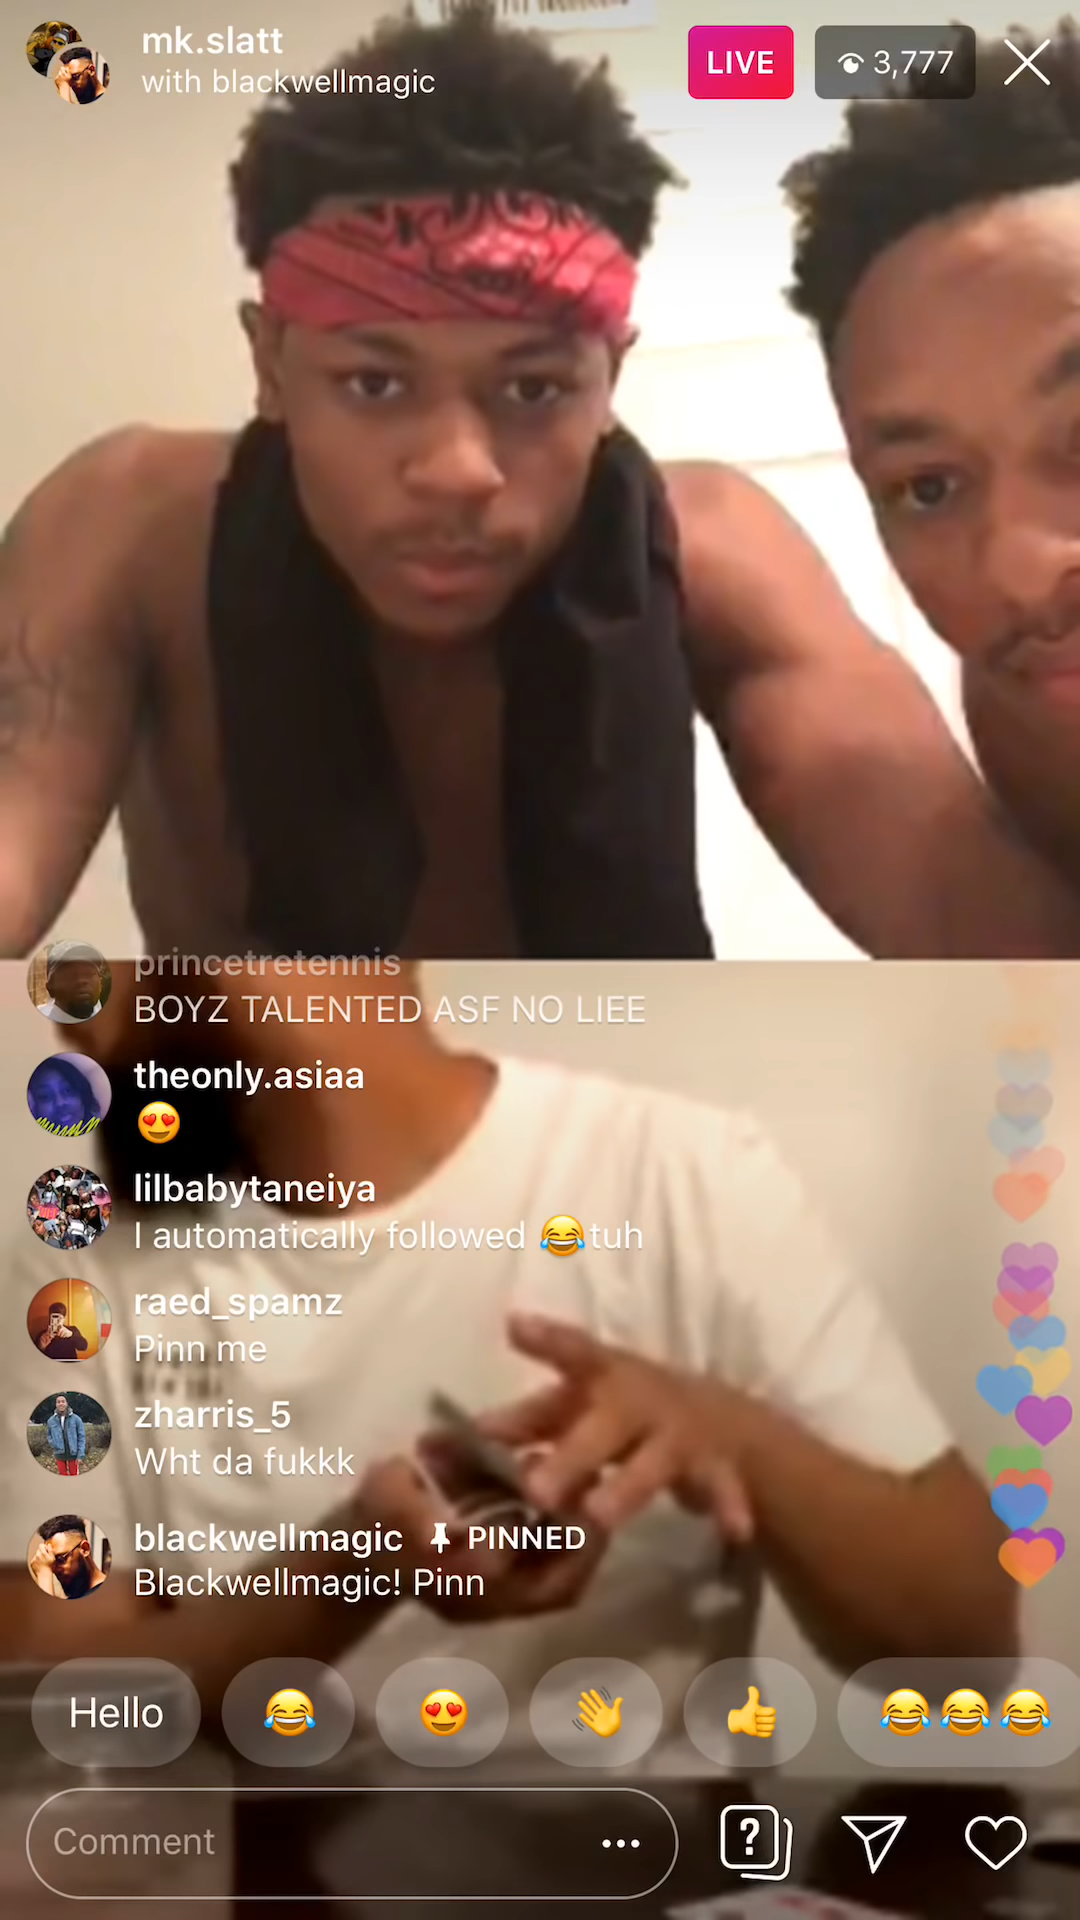 mk.slatt
with blackwellmagic
LIVE
3,777
princetretennis
BOYZ TALENTED ASF NO LIEE
theonly.asiaa
😍
lilbabytaneiya
I automatically followed 😂tuh
raed_spamz
Pinn me
zharris_5
Wht da fukkk
blackwellmagic PINNED
Blackwellmagic! Pinn
Hello 😂 😍 👋 👍 😂😂😂
Comment ...
?